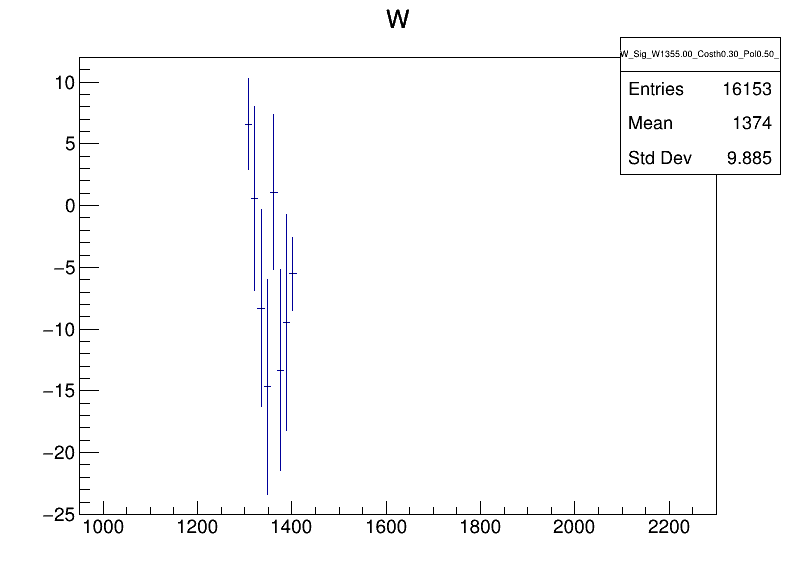 W
W_Sig_W1355.00_Costh0.30_Pol0.50_
Entries 16153
Mean 1374
Std Dev 9.885
10
5
0
−5
−10
−15
−20
−25
1000 1200 1400 1600 1800 2000 2200